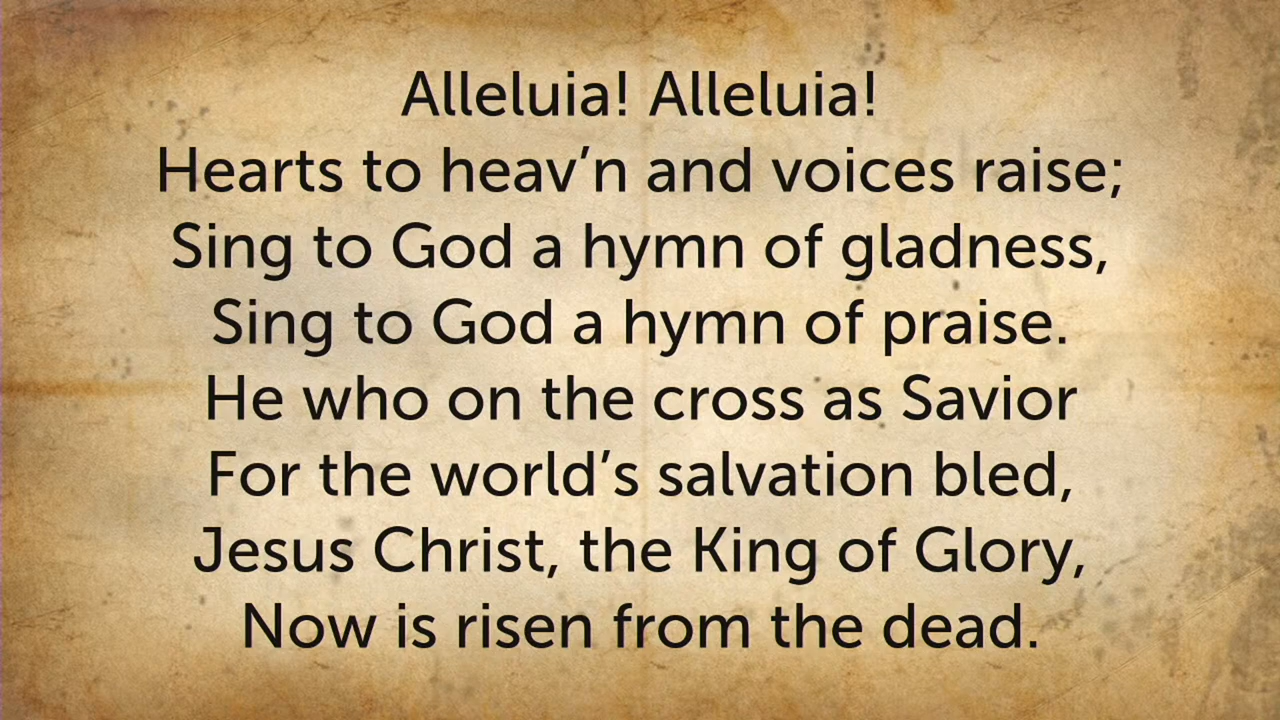 Alleluia! Alleluia!
Hearts to heav’n and voices raise;
Sing to God a hymn of gladness,
Sing to God a hymn of praise.
He who on the cross as Savior
For the world’s salvation bled,
Jesus Christ, the King of Glory,
Now is risen from the dead.